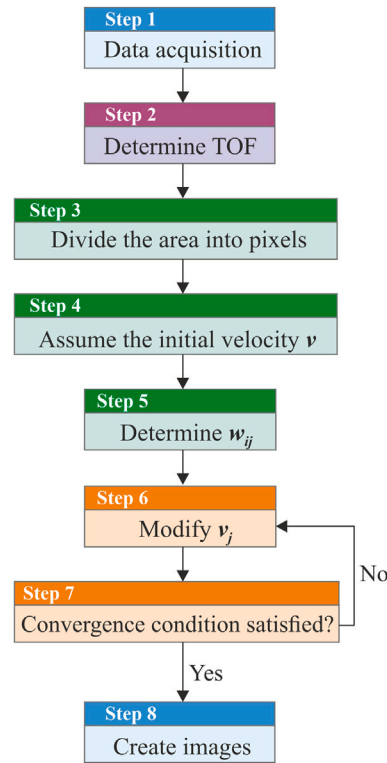 Step 1
Data acquisition
Step 2
Determine TOF
Step 3
Divide the area into pixels
Step 4
Assume the initial velocity v
Step 5
Determine w_ij
Step 6
Modify v_j
No
Step 7
Convergence condition satisfied?
Yes
Step 8
Create images